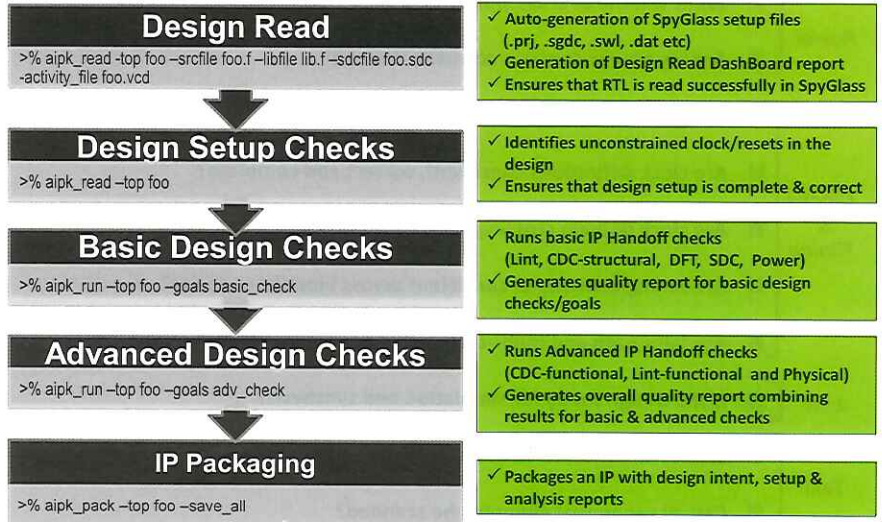 Design Read
>% aipk_read -top foo –srcfile foo.f –libfile lib.f –sdcfile foo.sdc
-activity_file foo.vcd
✓ Auto-generation of SpyGlass setup files
(.prj, .sgdc, .swl, .dat etc)
✓ Generation of Design Read DashBoard report
✓ Ensures that RTL is read successfully in SpyGlass
Design Setup Checks
>% aipk_read –top foo
✓ Identifies unconstrained clock/resets in the
design
✓ Ensures that design setup is complete & correct
Basic Design Checks
>% aipk_run –top foo –goals basic_check
✓ Runs basic IP Handoff checks
(Lint, CDC-structural, DFT, SDC, Power)
✓ Generates quality report for basic design
checks/goals
Advanced Design Checks
>% aipk_run –top foo –goals adv_check
✓ Runs Advanced IP Handoff checks
(CDC-functional, Lint-functional and Physical)
✓ Generates overall quality report combining
results for basic & advanced checks
IP Packaging
>% aipk_pack –top foo –save_all
✓ Packages an IP with design intent, setup &
analysis reports